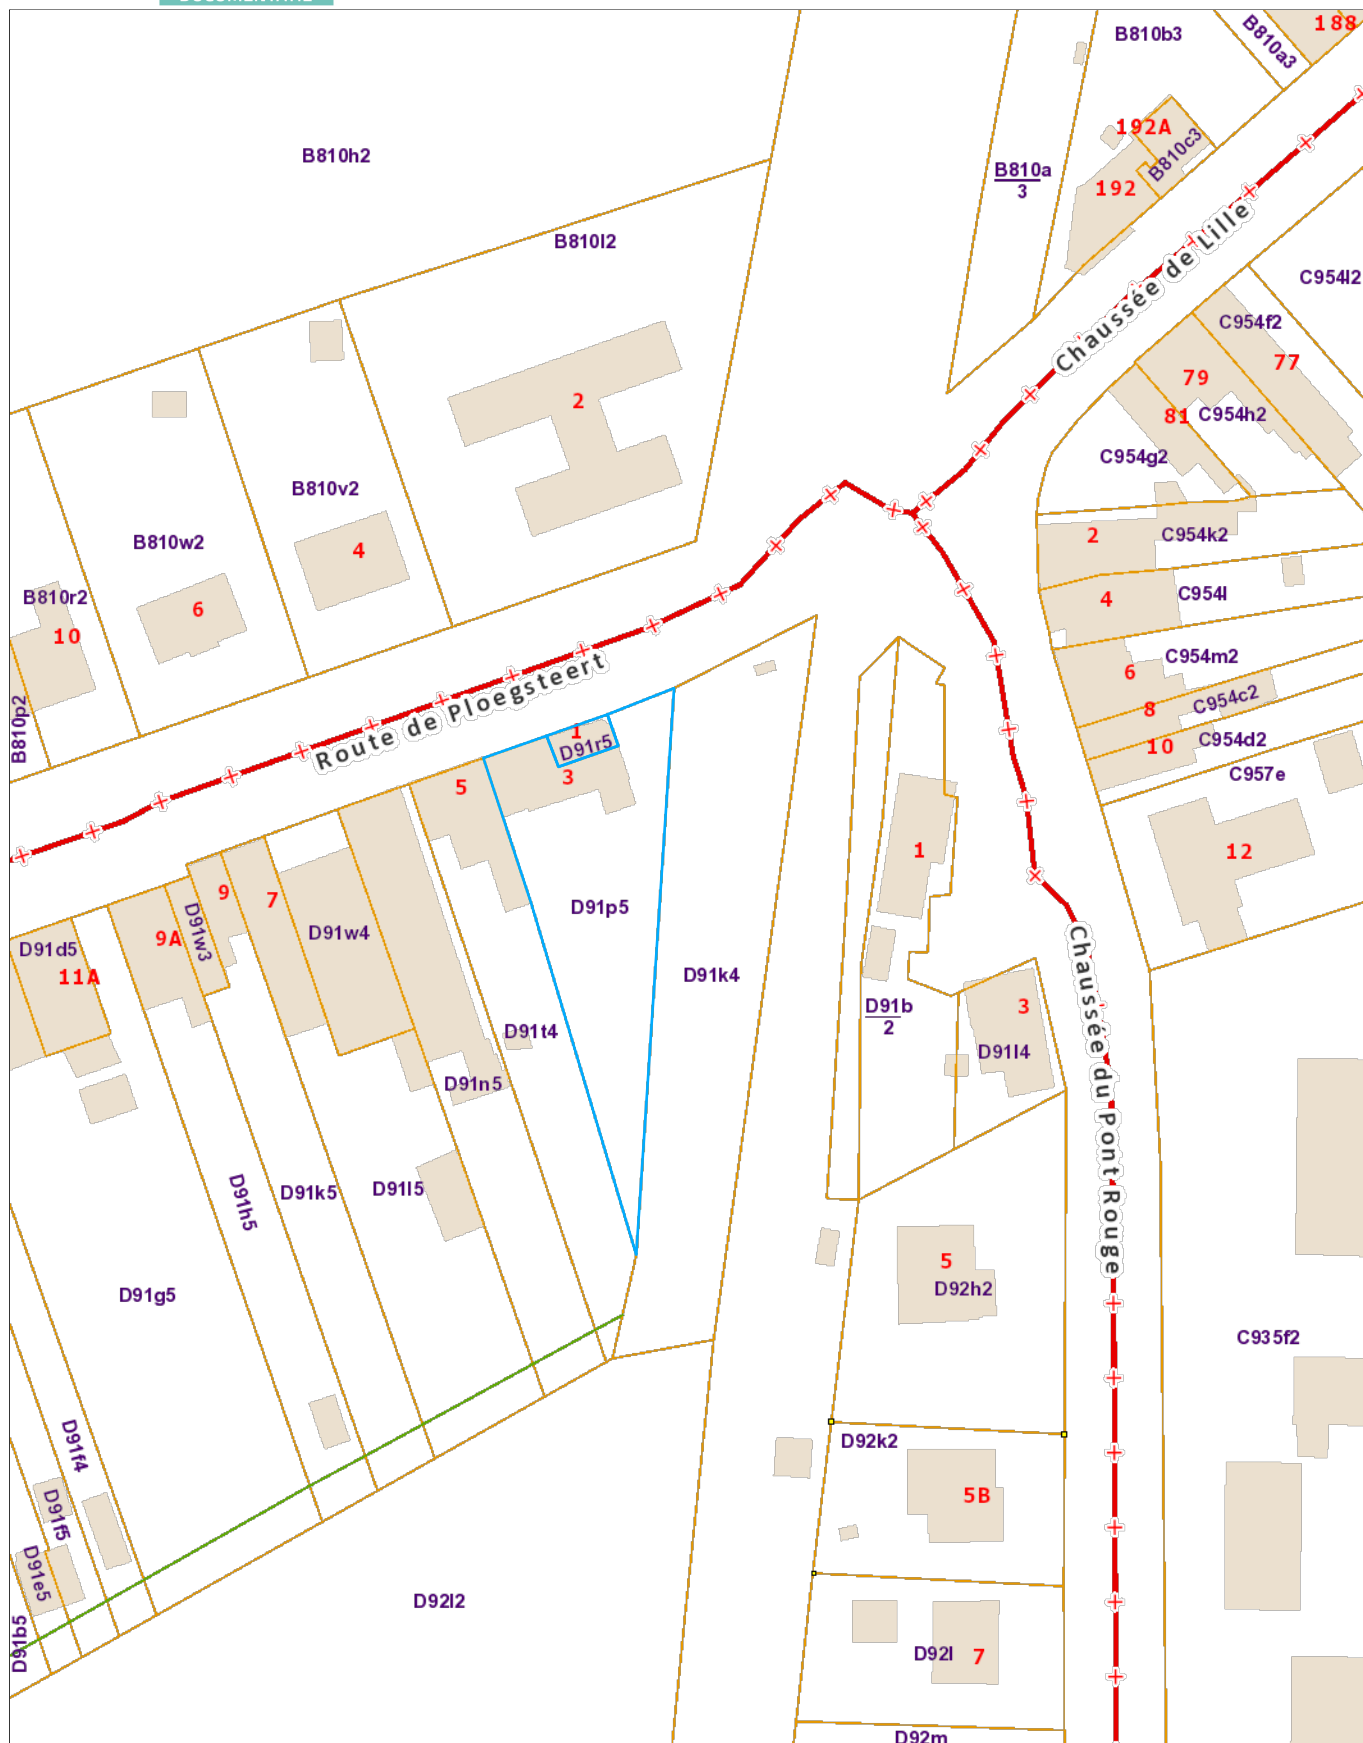 B810b3
B810a3
188
B810h2
192A
B810c3
B810a
3
192
B810l2
Chaussée de Lille
C954l2
C954f2
77
79
81
C954h2
2
C954g2
B810v2
B810w2
4
2
C954k2
B810r2
6
4
C954l
10
C954m2
6
B810p2
Route de Ploegsteert
8
C954c2
10
C954d2
C957e
1
D91r5
3
5
1
12
9
7
D91p5
D91w3
9A
D91w4
D91d5
11A
D91k4
Chaussée du Pont Rouge
D91b
2
3
D91l4
D91t4
D91n5
D91h5
D91k5
D91l5
D91g5
5
D92h2
C935f2
D91f4
D92k2
5B
D91f5
D91e5
D91b5
D92l2
D92l
7
D92m